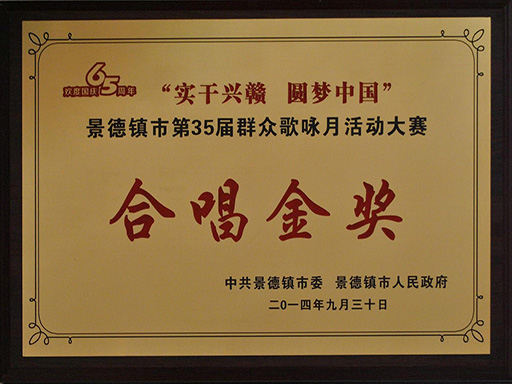 欢度国庆65周年
“实干兴赣 圆梦中国”
景德镇市第35届群众歌咏月活动大赛
合唱金奖
中共景德镇市委 景德镇市人民政府
二〇一四年九月三十日